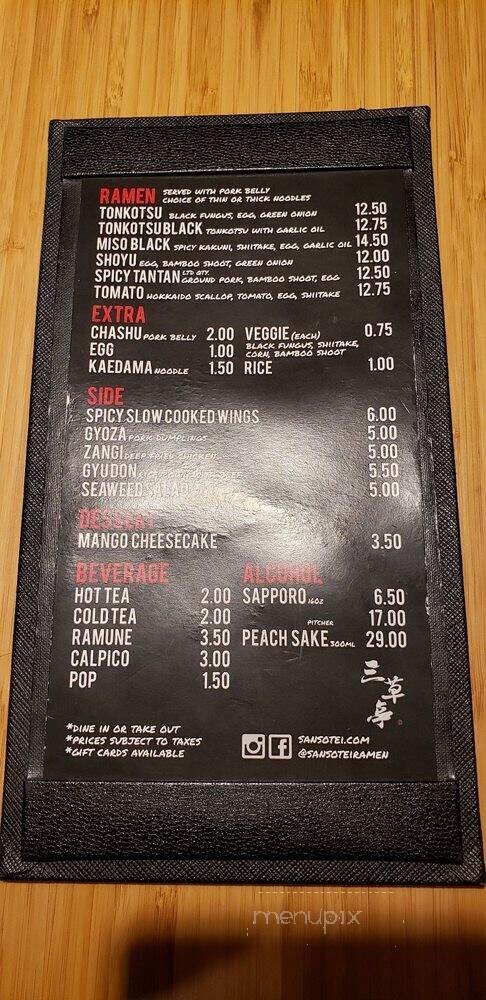 RAMEN SERVED WITH PORK BELLY
CHOICE OF THIN OR THICK NOODLES
TONKOTSU BLACK FUNGUS, EGG, GREEN ONION 12.50
TONKOTSU BLACK TONKOTSU WITH GARLIC OIL 12.75
MISO BLACK SPICY KAKUNI, SHIITAKE, EGG, GARLIC OIL 14.50
SHOYU EGG, BAMBOO SHOOT, GREEN ONION 12.00
SPICY TANTAN LTD QTY. GROUND PORK, BAMBOO SHOOT, EGG 12.50
TOMATO HOKKAIDO SCALLOP, TOMATO, EGG, SHIITAKE 12.75
EXTRA
CHASHU PORK BELLY 2.00
EGG 1.00
KAEDAMA NOODLE 1.50
VEGGIE (EACH) 0.75
BLACK FUNGUS, SHIITAKE,
CORN, BAMBOO SHOOT
RICE 1.00
SIDE
SPICY SLOW COOKED WINGS 6.00
GYOZA PORK DUMPLINGS 5.00
ZANGI DEEP FRIED CHICKEN 5.00
GYUDON 5.50
SEAWEED SALAD 5.00
DESSERT
MANGO CHEESECAKE 3.50
BEVERAGE
HOT TEA 2.00
COLD TEA 2.00
RAMUNE 3.50
CALPICO 3.00
POP 1.50
ALCOHOL
SAPPORO 16OZ 6.50
PITCHER 17.00
PEACH SAKE 300ML 29.00
三草亭
*DINE IN OR TAKE OUT
*PRICES SUBJECT TO TAXES
*GIFT CARDS AVAILABLE
SANSOTEI.COM
@SANSOTEIRAMEN
menupix